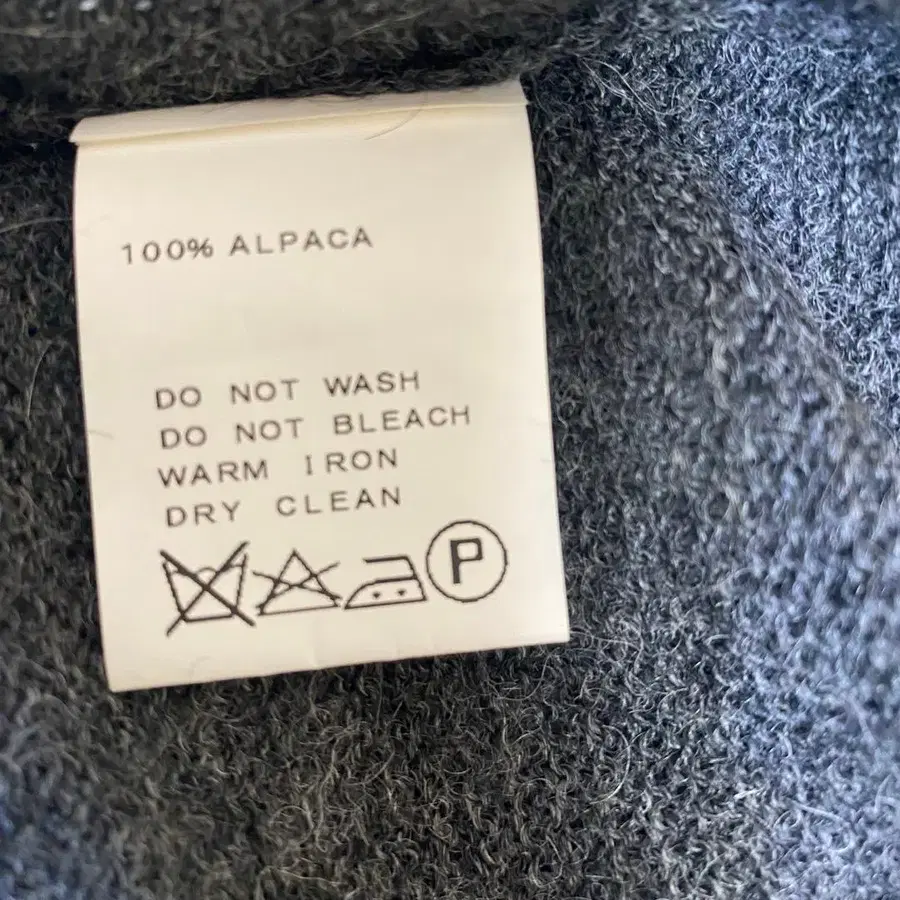 100% ALPACA
DO NOT WASH
DO NOT BLEACH
WARM IRON
DRY CLEAN
P